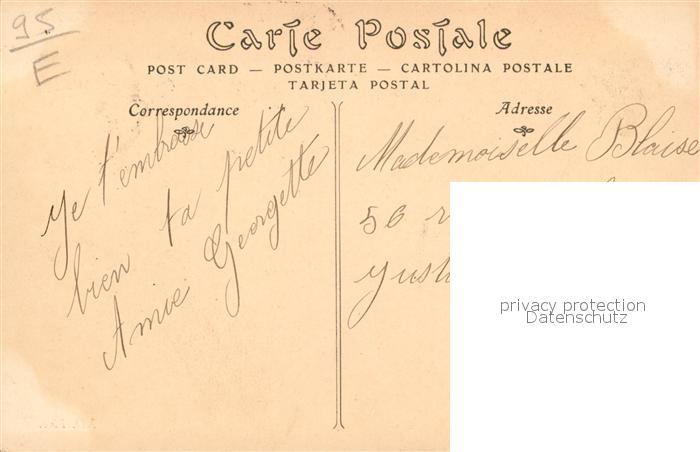 95
E
Carte Postale
POST CARD — POSTKARTE — CARTOLINA POSTALE
TARJETA POSTAL
Correspondance
Je t'embrasse
bien ta petite
Amie Georgette
Adresse
Mademoiselle Blaise
56 r
privacy protection
Datenschutz